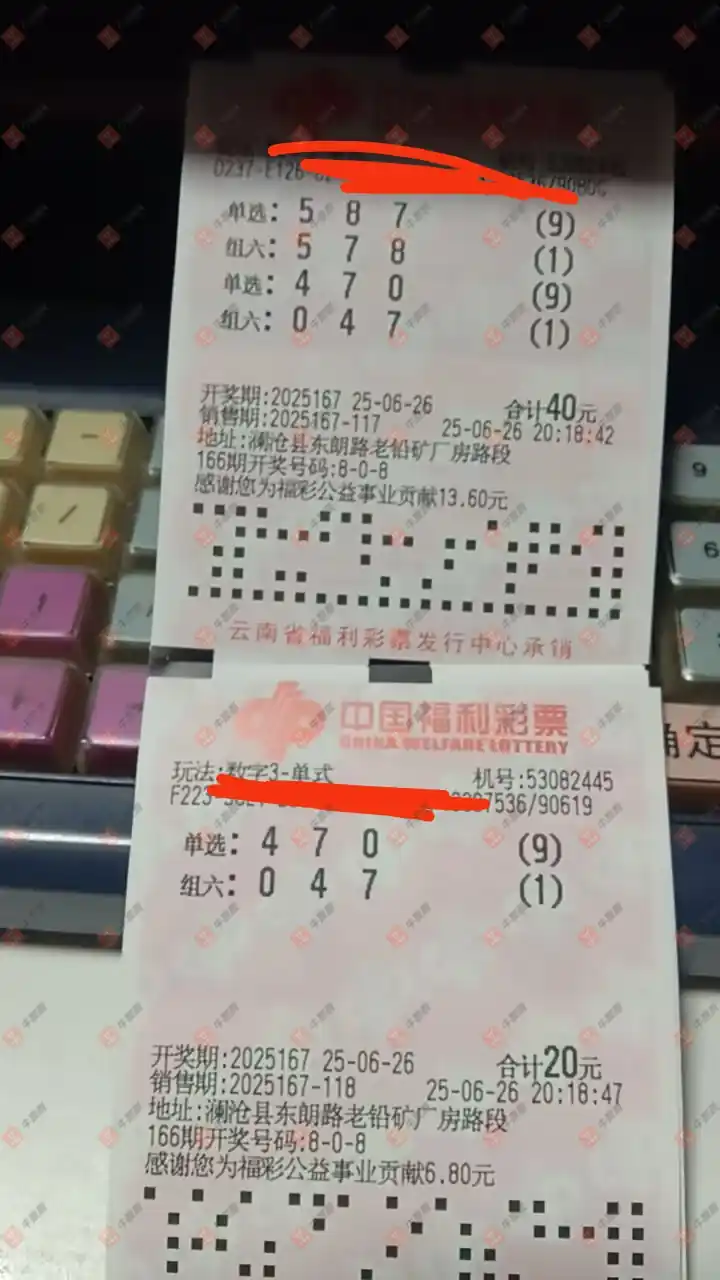 单选: 5 8 7 (9)
组六: 5 7 8 (1)
单选: 4 7 0 (9)
组六: 0 4 7 (1)
开奖期:2025167 25-06-26 合计40元
销售期:2025167-117 25-06-26 20:18:42
地址:澜沧县东朗路老铅矿厂房路段
166期开奖号码:8-0-8
感谢您为福彩公益事业贡献13.60元
云南省福利彩票发行中心承销
中国福利彩票
CHINA WELFARE LOTTERY
玩法:数字3-单式 机号:53082445
F223 7536/90619
单选: 4 7 0 (9)
组六: 0 4 7 (1)
开奖期:2025167 25-06-26 合计20元
销售期:2025167-118 25-06-26 20:18:47
地址:澜沧县东朗路老铅矿厂房路段
166期开奖号码:8-0-8
感谢您为福彩公益事业贡献6.80元
9
6
确定